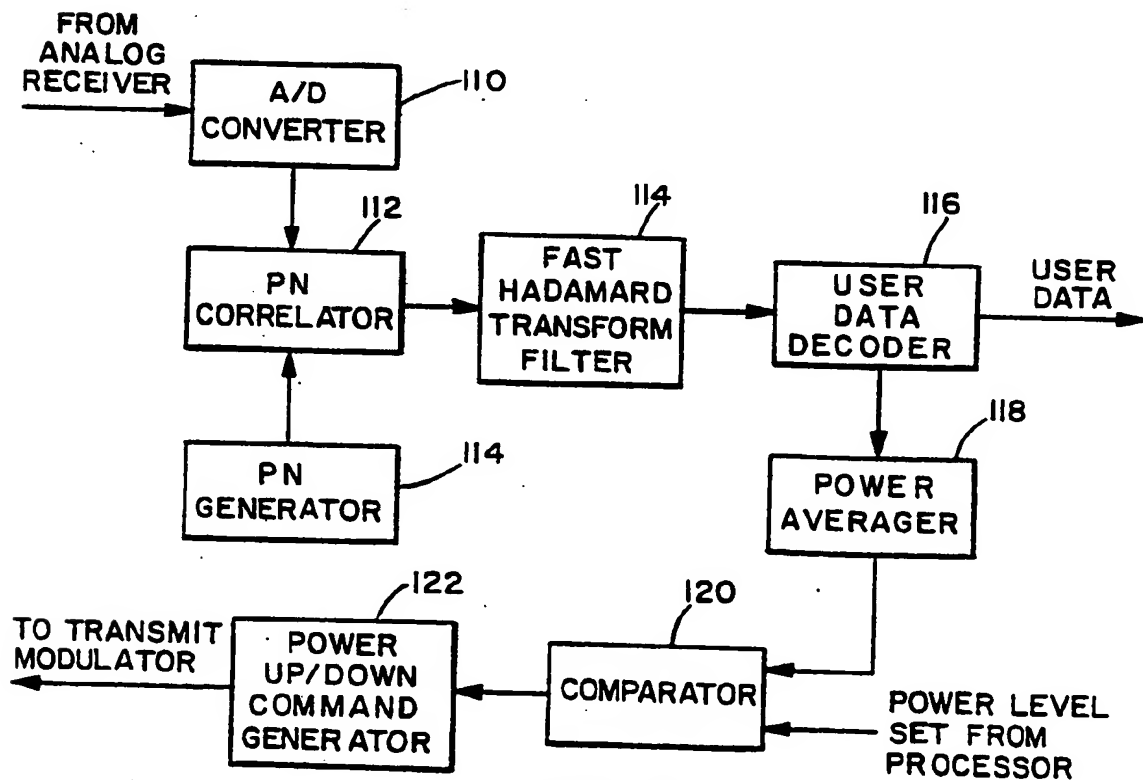 FROM
ANALOG
RECEIVER
A/D
CONVERTER
110
112
PN
CORRELATOR
114
FAST
HADAMARD
TRANSFORM
FILTER
116
USER
DATA
DECODER
USER
DATA
PN
GENERATOR
114
118
POWER
AVERAGER
TO TRANSMIT
MODULATOR
122
POWER
UP/DOWN
COMMAND
GENERATOR
120
COMPARATOR
POWER LEVEL
SET FROM
PROCESSOR